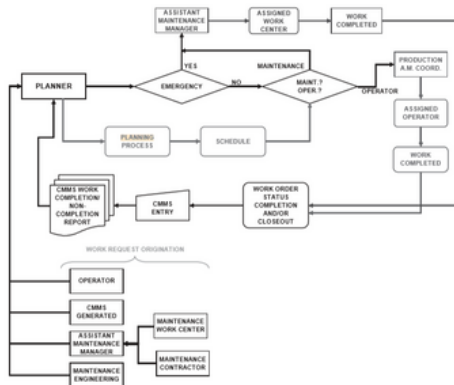 ASSISTANT
MAINTENANCE
MANAGER
ASSIGNED
WORK
CENTER
WORK
COMPLETED
YES
MAINTENANCE
PLANNER
EMERGENCY
NO
MAINT.?
OPER.?
OPERATOR
PRODUCTION
A.M. COORD.
ASSIGNED
OPERATOR
PLANNING
PROCESS
SCHEDULE
WORK
COMPLETED
CMMS WORK
COMPLETION/
NON-
COMPLETION
REPORT
CMMS
ENTRY
WORK ORDER
STATUS
COMPLETION
AND/OR
CLOSEOUT
WORK REQUEST ORIGINATION
OPERATOR
CMMS
GENERATED
ASSISTANT
MAINTENANCE
MANAGER
MAINTENANCE
WORK CENTER
MAINTENANCE
CONTRACTOR
MAINTENANCE
ENGINEERING